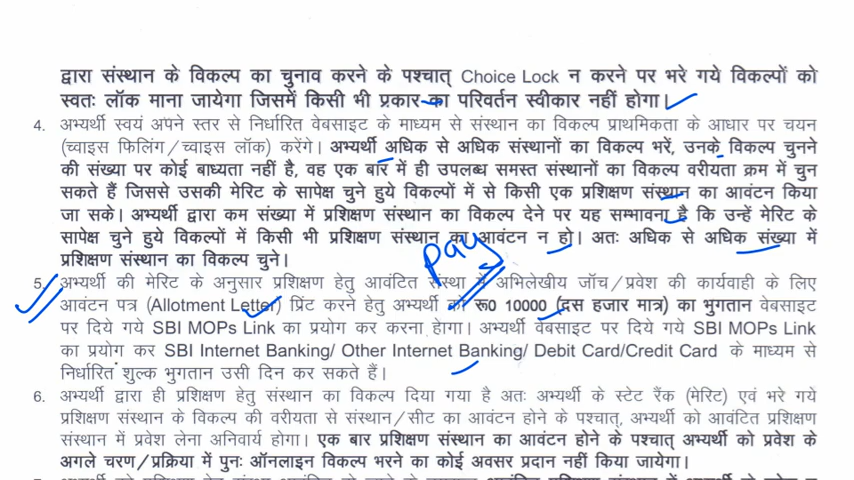 द्वारा संस्थान के विकल्प का चुनाव करने के पश्चात् Choice Lock न करने पर भरे गये विकल्पों को
स्वतः लॉक माना जायेगा जिसमें किसी भी प्रकार का परिवर्तन स्वीकार नहीं होगा।
4. अभ्यर्थी स्वयं अपने स्तर से निर्धारित वेबसाइट के माध्यम से संस्थान का विकल्प प्राथमिकता के आधार पर चयन
(च्वाइस फिलिंग/च्वाइस लॉक) करेंगे। अभ्यर्थी अधिक से अधिक संस्थानों का विकल्प भरें, उनके विकल्प चुनने
की संख्या पर कोई बाध्यता नहीं है, वह एक बार में ही उपलब्ध समस्त संस्थानों का विकल्प वरीयता क्रम में चुन
सकते हैं जिससे उसकी मेरिट के सापेक्ष चुने हुये विकल्पों में से किसी एक प्रशिक्षण संस्थान का आवंटन किया
जा सके। अभ्यर्थी द्वारा कम संख्या में प्रशिक्षण संस्थान का विकल्प देने पर यह सम्भावना है कि उन्हें मेरिट के
सापेक्ष चुने हुये विकल्पों में किसी भी प्रशिक्षण संस्थान का आवंटन न हो। अतः अधिक से अधिक संख्या में
प्रशिक्षण संस्थान का विकल्प चुने।
pay
5. अभ्यर्थी की मेरिट के अनुसार प्रशिक्षण हेतु आवंटित संस्था में अभिलेखीय जॉच/प्रवेश की कार्यवाही के लिए
आवंटन पत्र (Allotment Letter) प्रिंट करने हेतु अभ्यर्थी को रू0 10000 (दस हजार मात्र) का भुगतान वेबसाइट
पर दिये गये SBI MOPs Link का प्रयोग कर करना होगा। अभ्यर्थी वेबसाइट पर दिये गये SBI MOPs Link
का प्रयोग कर SBI Internet Banking/ Other Internet Banking/ Debit Card/Credit Card के माध्यम से
निर्धारित शुल्क भुगतान उसी दिन कर सकते हैं।
6. अभ्यर्थी द्वारा ही प्रशिक्षण हेतु संस्थान का विकल्प दिया गया है अतः अभ्यर्थी के स्टेट रैंक (मेरिट) एवं भरे गये
प्रशिक्षण संस्थान के विकल्प की वरीयता से संस्थान/सीट का आवंटन होने के पश्चात्, अभ्यर्थी को आवंटित प्रशिक्षण
संस्थान में प्रवेश लेना अनिवार्य होगा। एक बार प्रशिक्षण संस्थान का आवंटन होने के पश्चात् अभ्यर्थी को प्रवेश के
अगले चरण/प्रक्रिया में पुनः ऑनलाइन विकल्प भरने का कोई अवसर प्रदान नहीं किया जायेगा।